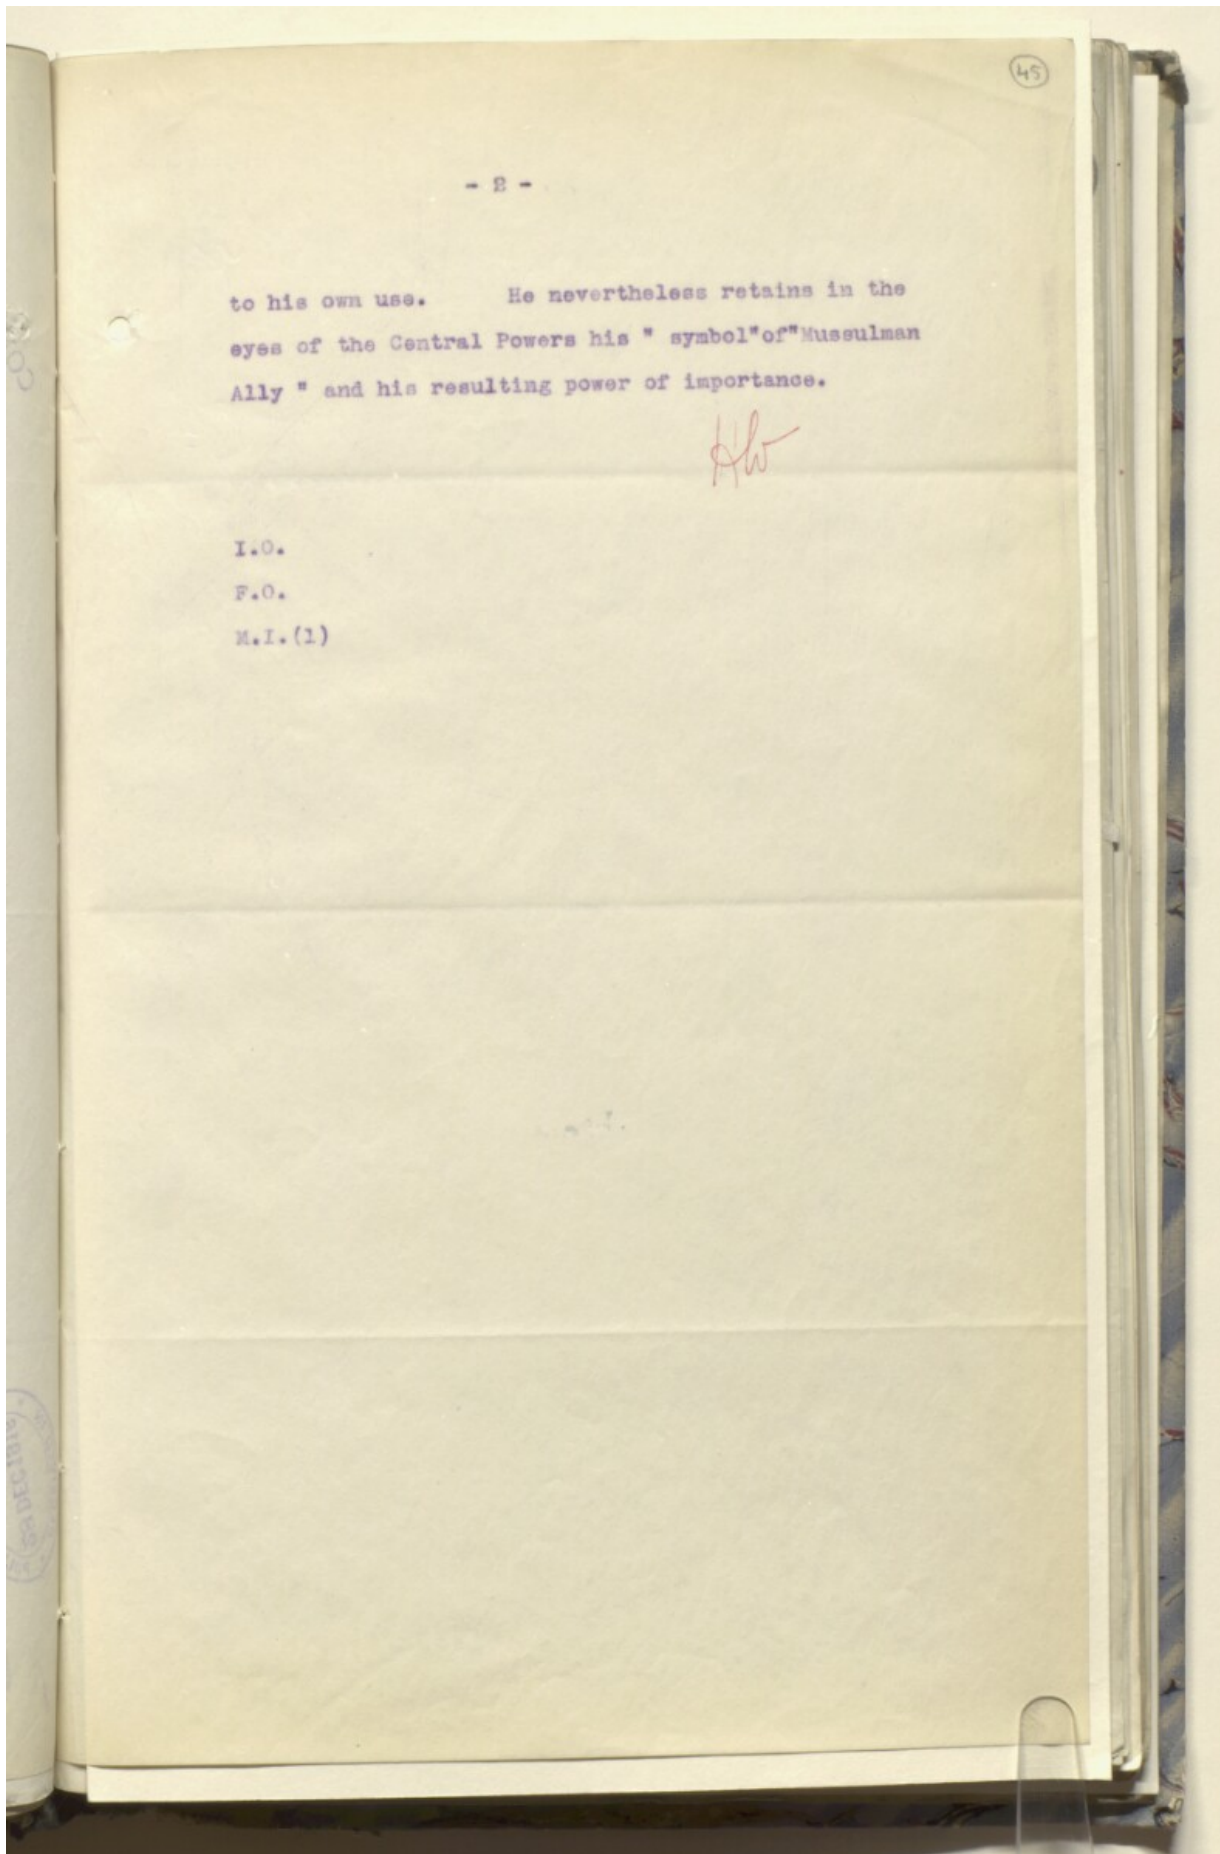 45
- 2 -
to his own use. He nevertheless retains in the
eyes of the Central Powers his " symbol"of"Mussulman
Ally " and his resulting power of importance.
I.O.
F.O.
M.I.(1)